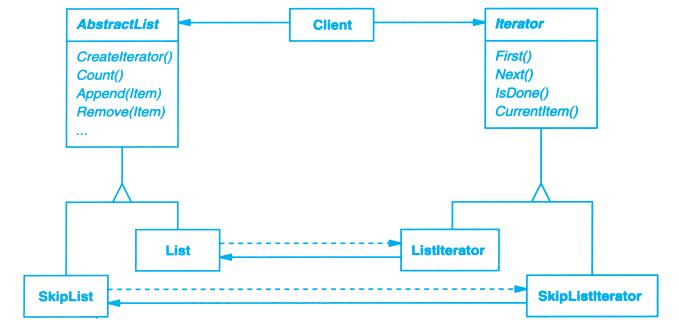 AbstractList
CreateIterator()
Count()
Append(Item)
Remove(Item)
...
Client
Iterator
First()
Next()
IsDone()
CurrentItem()
List
ListIterator
SkipList
SkipListIterator